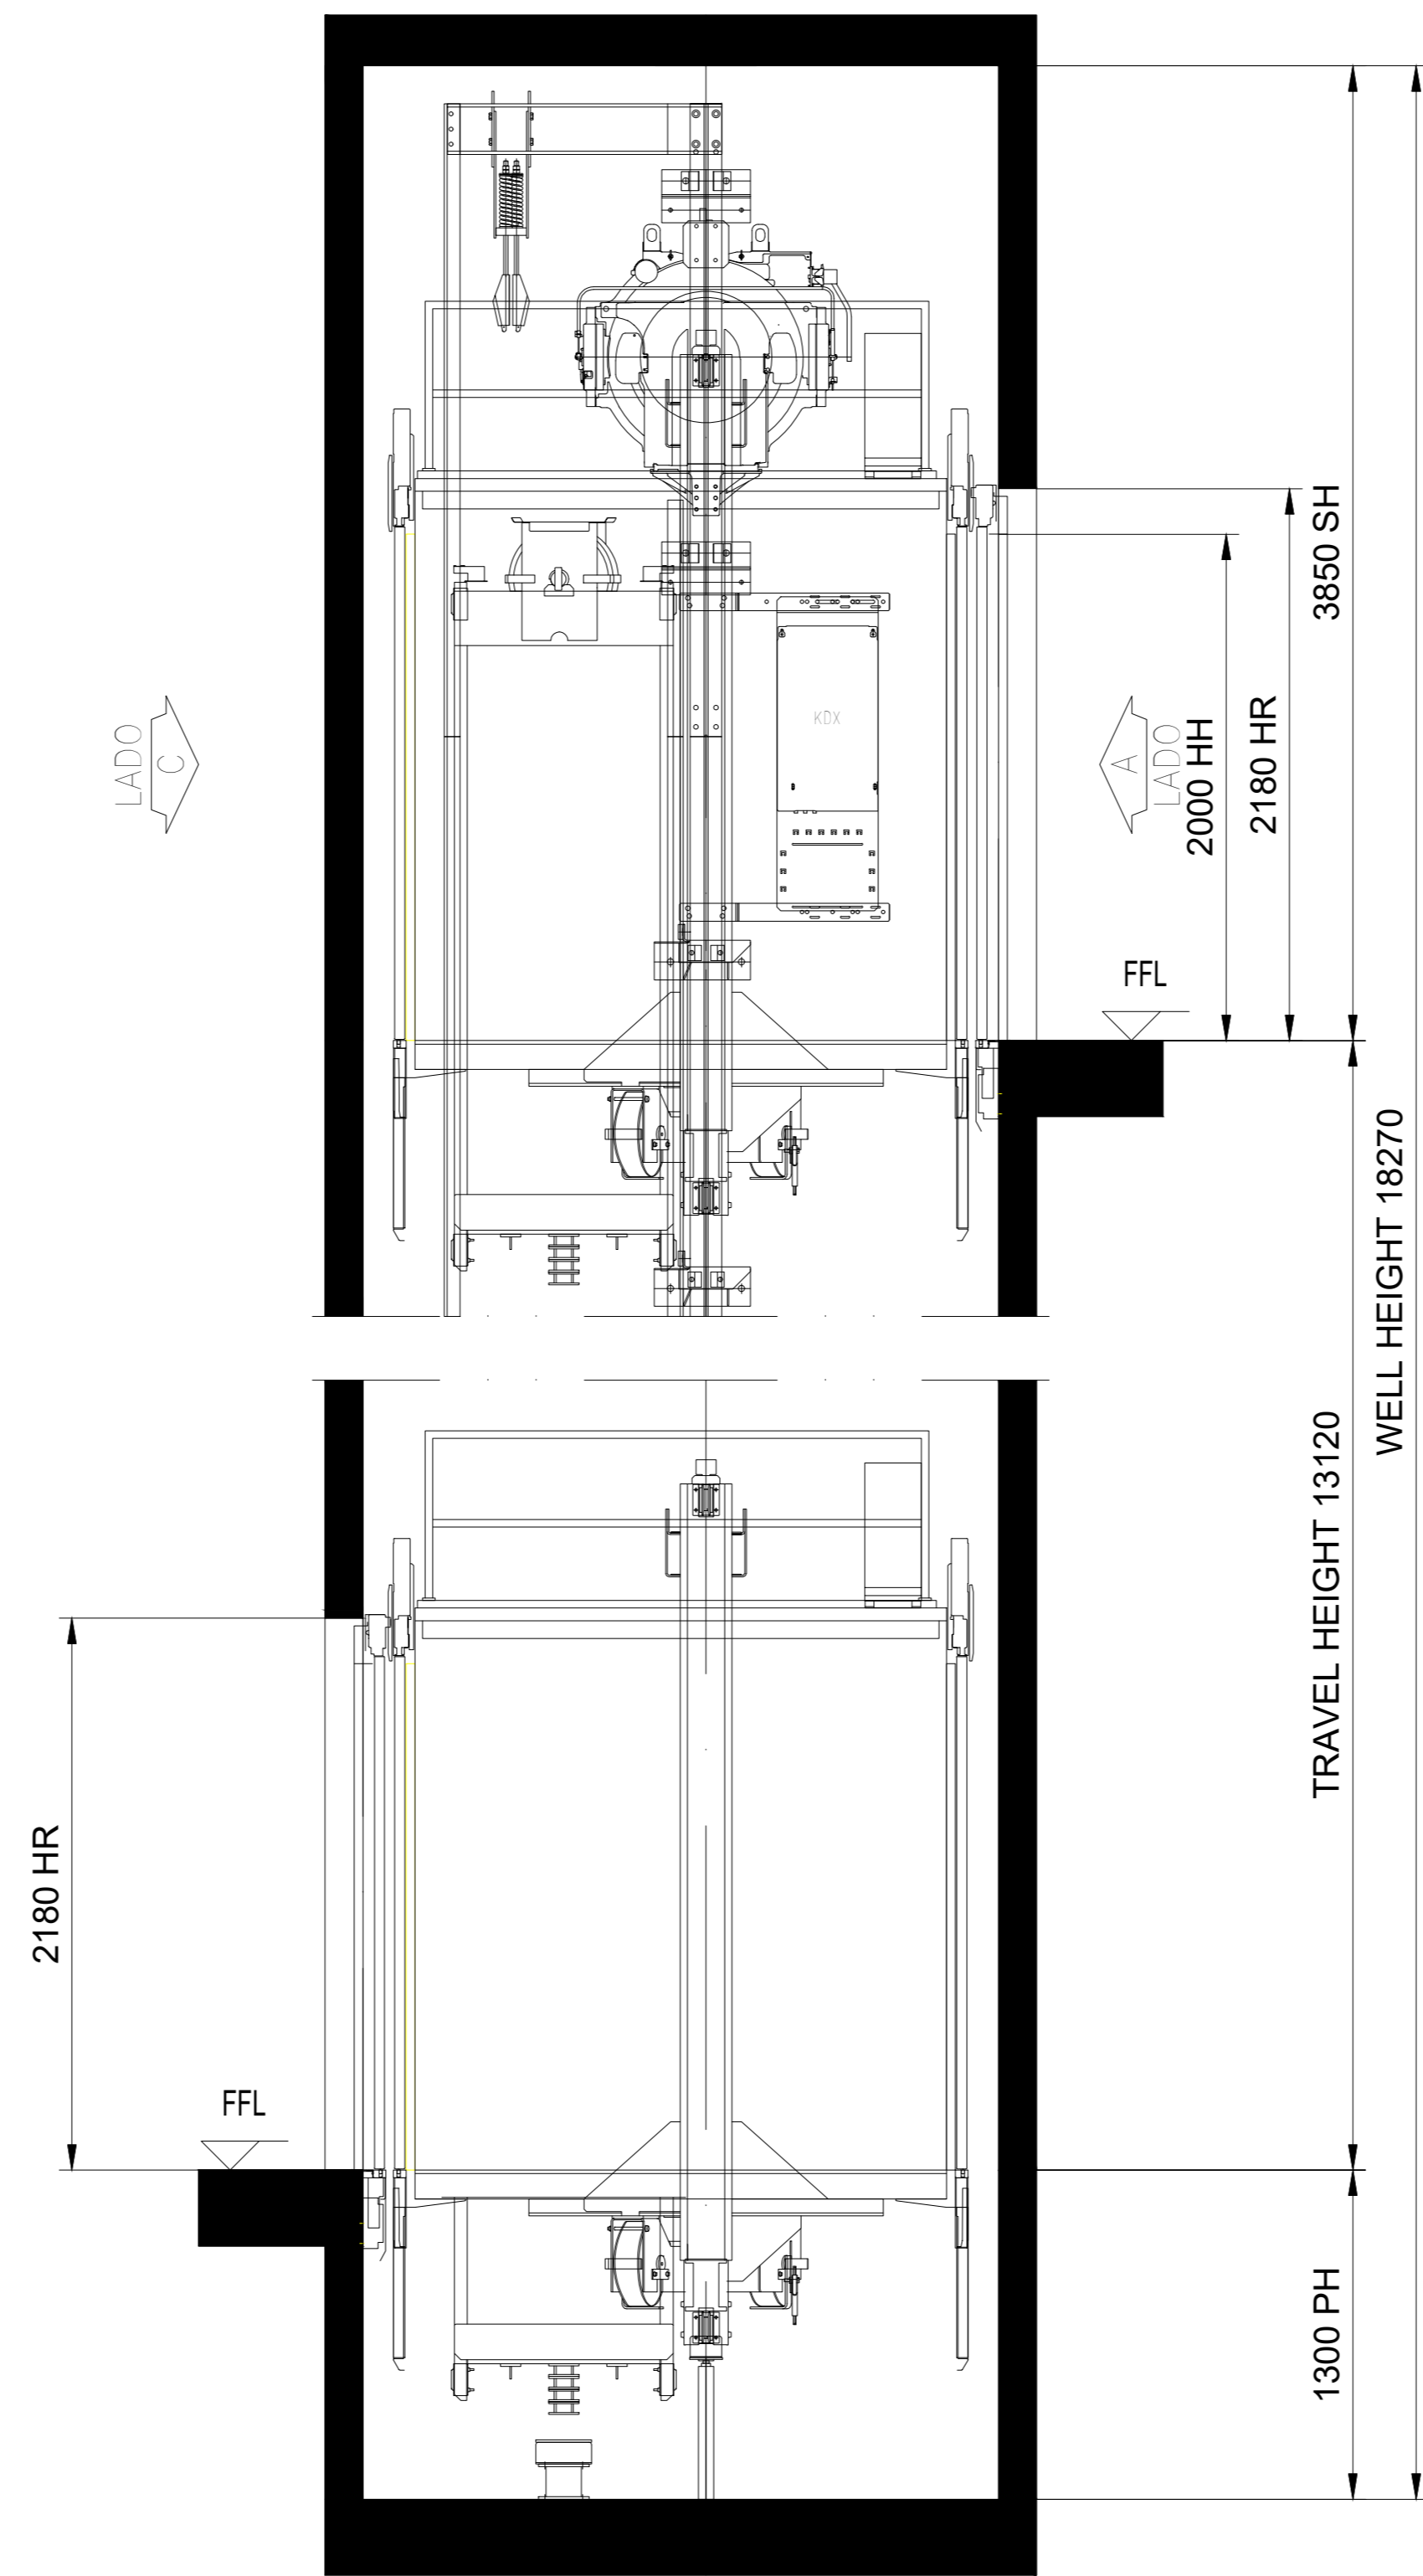 3850 SH
LADO
C
KDX
A
LADO
2000 HH
2180 HR
FFL
WELL HEIGHT 18270
TRAVEL HEIGHT 13120
2180 HR
FFL
1300 PH